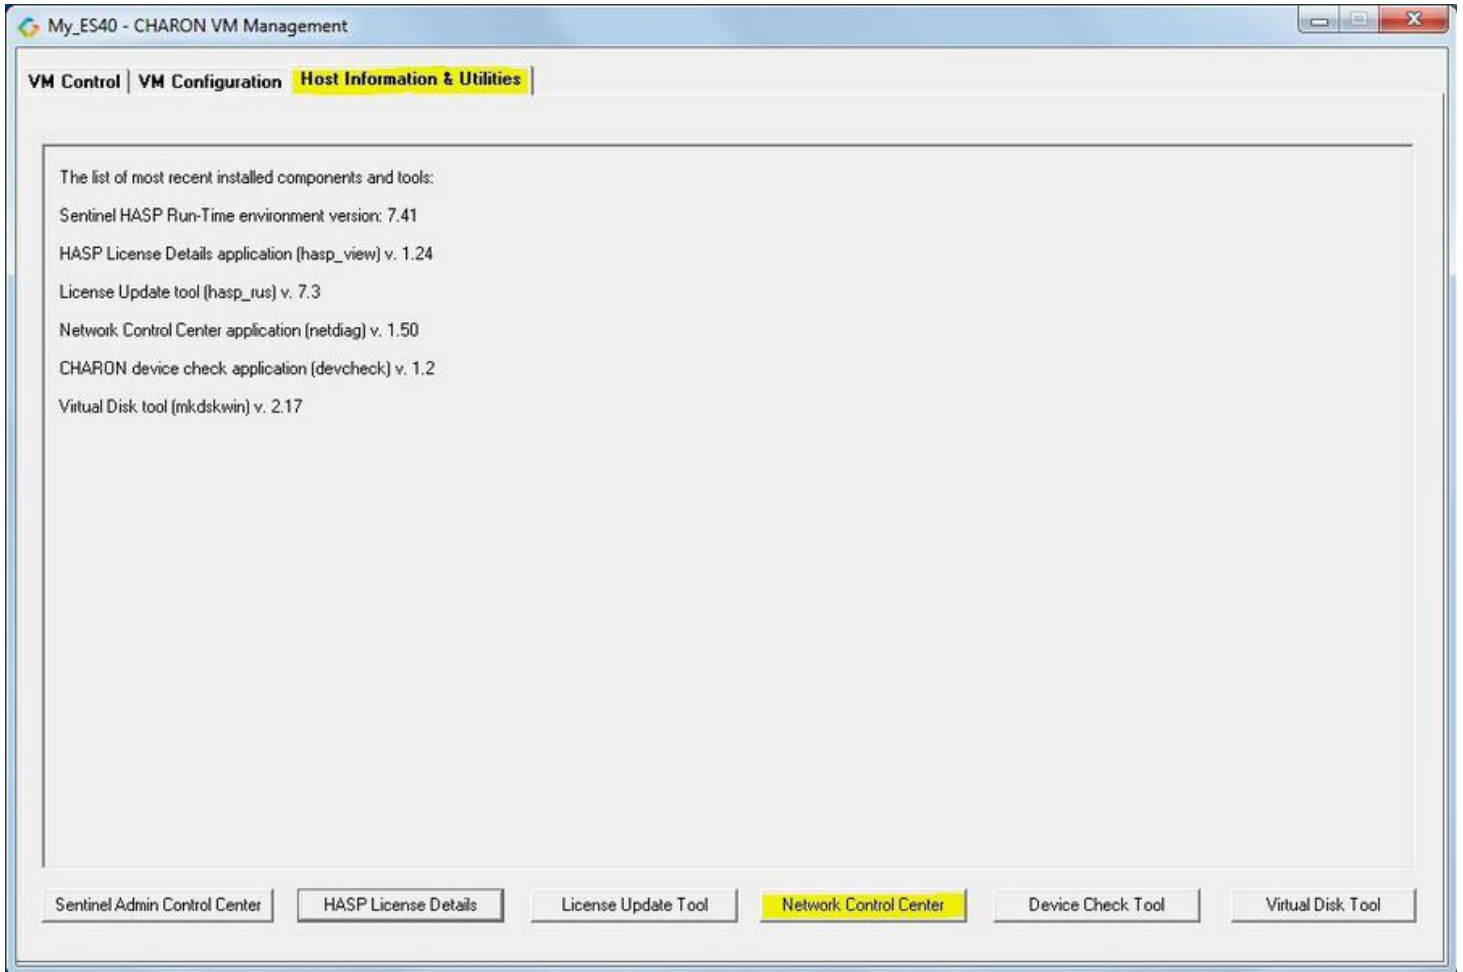 My_ES40 - CHARON VM Management
VM Control VM Configuration Host Information & Utilities
The list of most recent installed components and tools:
Sentinel HASP Run-Time environment version: 7.41
HASP License Details application (hasp_view) v. 1.24
License Update tool (hasp_rus) v. 7.3
Network Control Center application (netdiag) v. 1.50
CHARON device check application (devcheck) v. 1.2
Virtual Disk tool (mkdskwin) v. 2.17
Sentinel Admin Control Center HASP License Details License Update Tool Network Control Center Device Check Tool Virtual Disk Tool